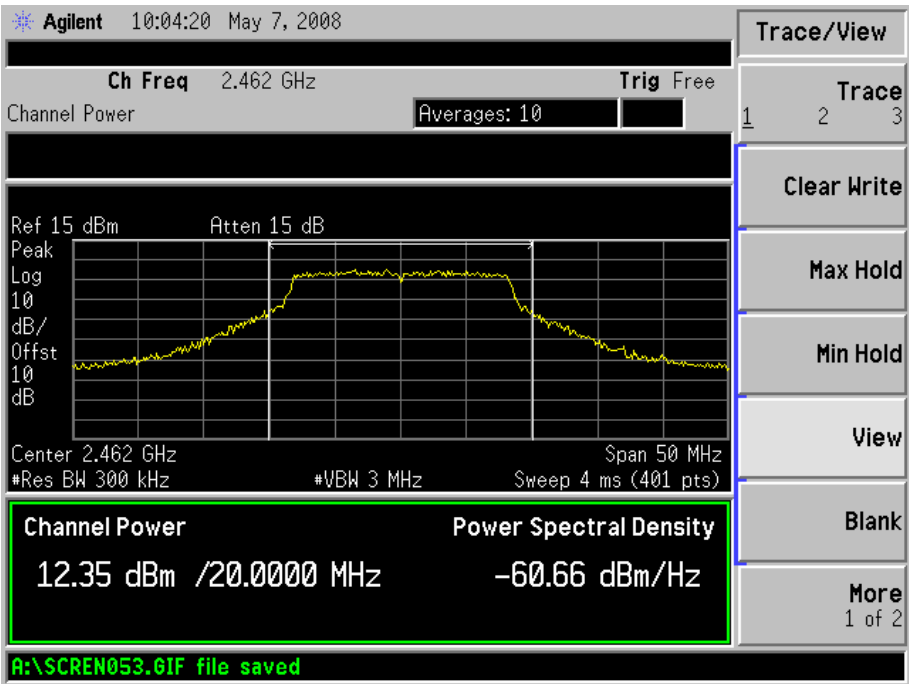 Agilent 10:04:20 May 7, 2008
Trace/View
Ch Freq 2.462 GHz Trig Free
Channel Power Averages: 10
Trace
1 2 3
Clear Write
Max Hold
Min Hold
View
Blank
More
1 of 2
Ref 15 dBm Atten 15 dB
Peak
Log
10
dB/
Offst
10
dB
Center 2.462 GHz Span 50 MHz
#Res BW 300 kHz #VBW 3 MHz Sweep 4 ms (401 pts)
Channel Power Power Spectral Density
12.35 dBm /20.0000 MHz -60.66 dBm/Hz
A:\SCREN053.GIF file saved